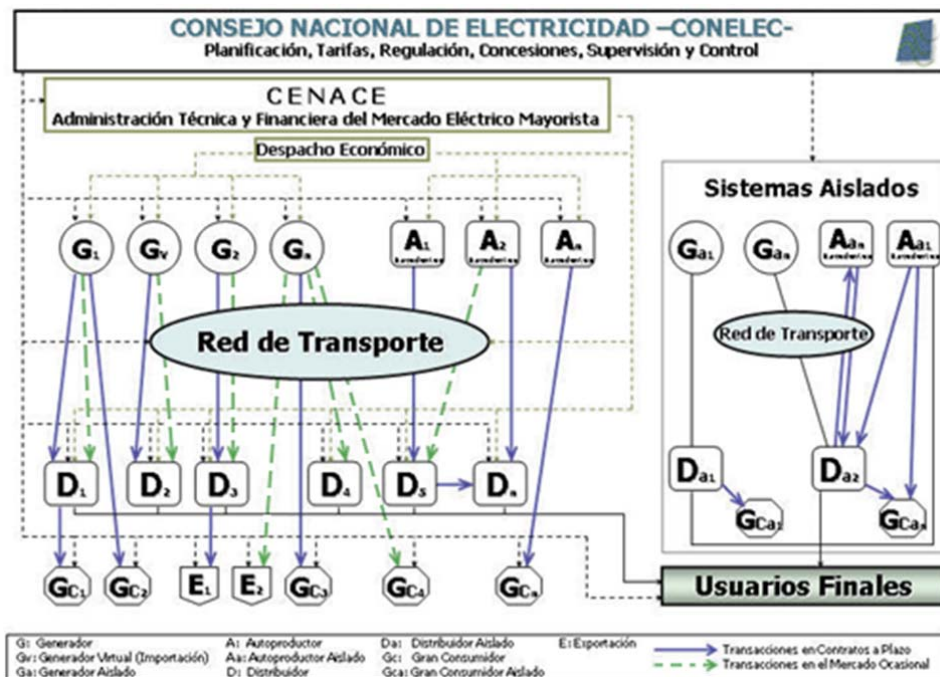 CONSEJO NACIONAL DE ELECTRICIDAD –CONELEC-
Planificación, Tarifas, Regulación, Concesiones, Supervisión y Control
CENACE
Administración Técnica y Financiera del Mercado Eléctrico Mayorista
Despacho Económico
Sistemas Aislados
G1 Gv G2 Gn A1 A2 An
Ga1 Gan Aan Aa1
Red de Transporte
Red de Transporte
D1 D2 D3 D4 D5 Dn
Da1 Da2
GCa1 GCan
GC1 GC2 E1 E2 GC3 GC4 GCn
Usuarios Finales
G: Generador
Gv: Generador Virtual (Importación)
Ga: Generador Aislado
A: Autoproductor
Aa: Autoproductor Aislado
D: Distribuidor
Da: Distribuidor Aislado
Gc: Gran Consumidor
Gca: Gran Consumidor Aislado
E: Exportación
Transacciones en Contratos a Plazo
Transacciones en el Mercado Ocasional